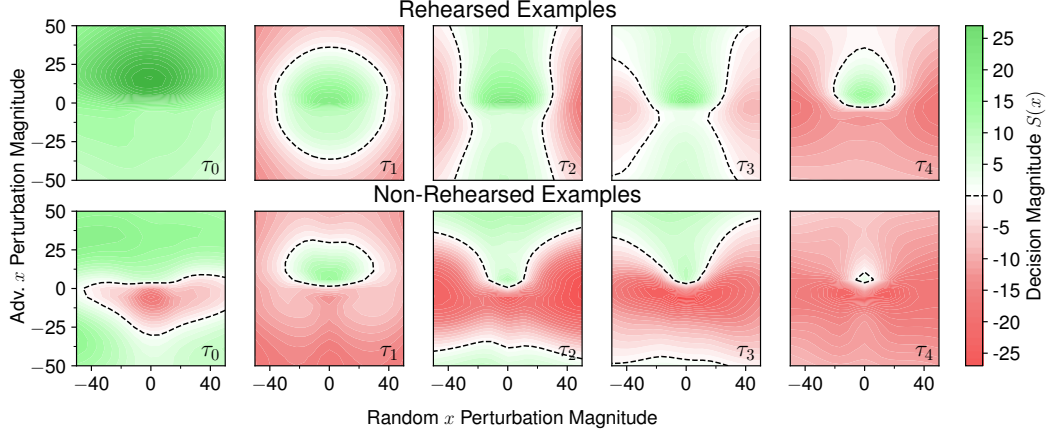 Rehearsed Examples
50
25
0
−25
−50
τ0
τ1
τ2
τ3
τ4
Non-Rehearsed Examples
50
25
0
−25
−50
τ0
τ1
τ2
τ3
τ4
−40 0 40
−40 0 40
−40 0 40
−40 0 40
−40 0 40
Adv. x Perturbation Magnitude
Random x Perturbation Magnitude
25
20
15
10
5
0
-5
-10
-15
-20
-25
Decision Magnitude S(x)